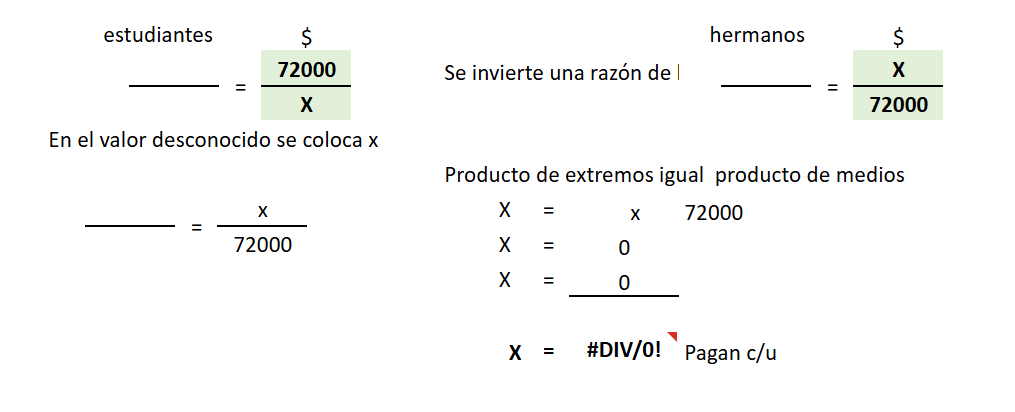 estudiantes $
72000
=
X
En el valor desconocido se coloca x
x
=
72000
hermanos $
Se invierte una razón de
X
=
72000
Producto de extremos igual producto de medios
X = x 72000
X = 0
X = 0
X = #DIV/0! Pagan c/u